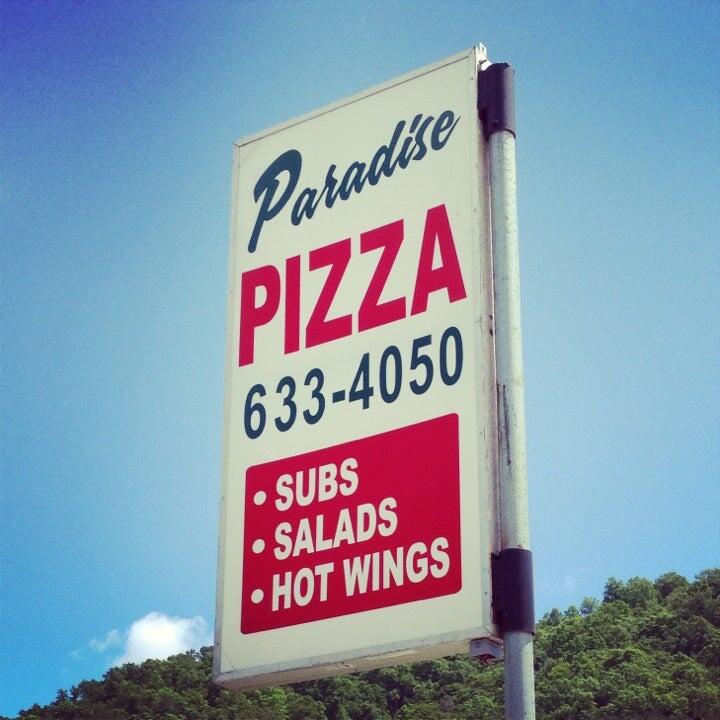 Paradise
PIZZA
633-4050
• SUBS
• SALADS
• HOT WINGS